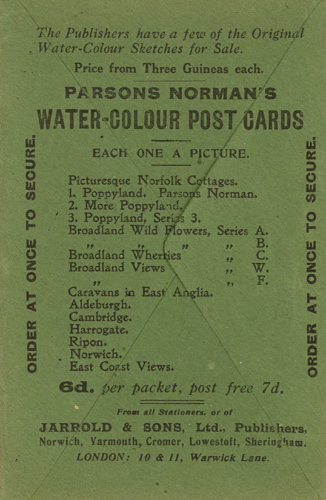 The Publishers have a few of the Original
Water-Colour Sketches for Sale.
Price from Three Guineas each.
PARSONS NORMAN'S
WATER-COLOUR POST CARDS
EACH ONE A PICTURE.
ORDER AT ONCE TO SECURE.
Picturesque Norfolk Cottages.
1. Poppyland. Parsons Norman.
2. More Poppyland.
3. Poppyland, Series 3.
Broadland Wild Flowers, Series A.
„ „ „ „ B.
Broadland Wherries „ C.
Broadland Views „ W.
„ „ F.
Caravans in East Anglia.
Aldeburgh.
Cambridge.
Harrogate.
Ripon.
Norwich.
East Coast Views.
ORDER AT ONCE TO SECURE.
6d. per packet, post free 7d.
From all Stationers, or of
JARROLD & SONS, Ltd., Publishers,
Norwich, Yarmouth, Cromer, Lowestoft, Sheringham.
LONDON: 10 & 11, Warwick Lane.